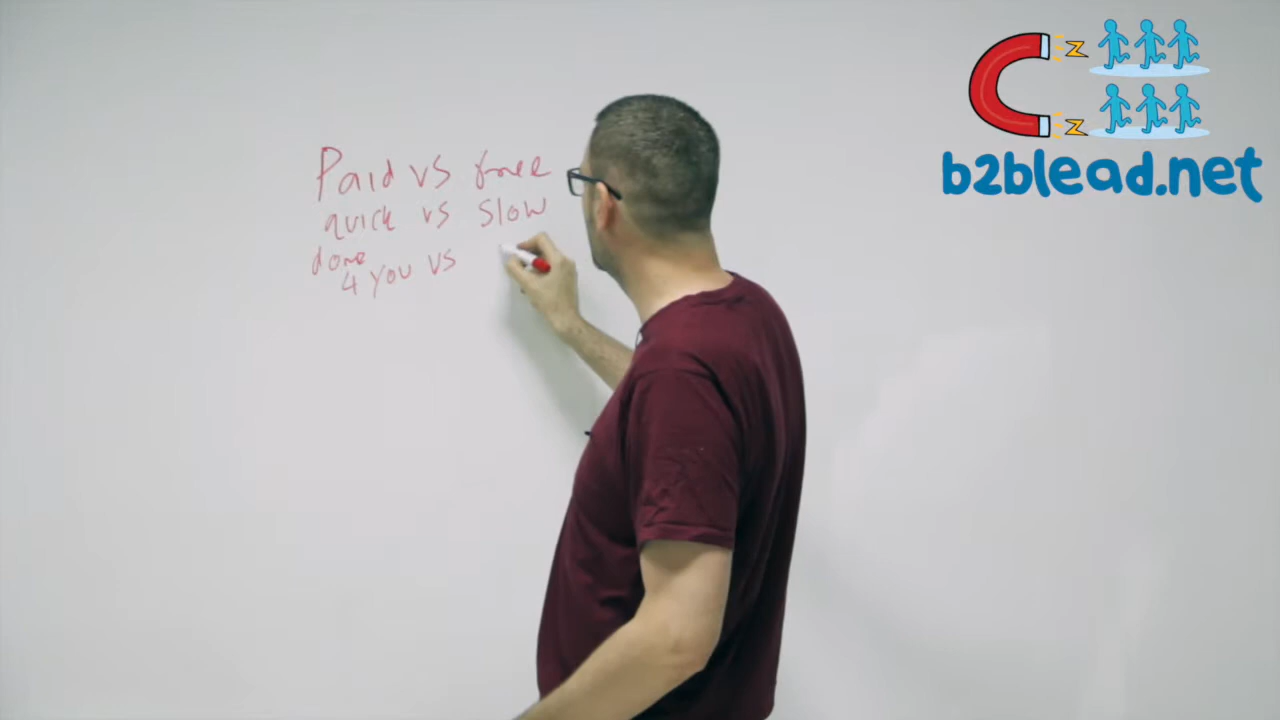 Paid vs free
quick vs slow
done
4 you vs
b2blead.net